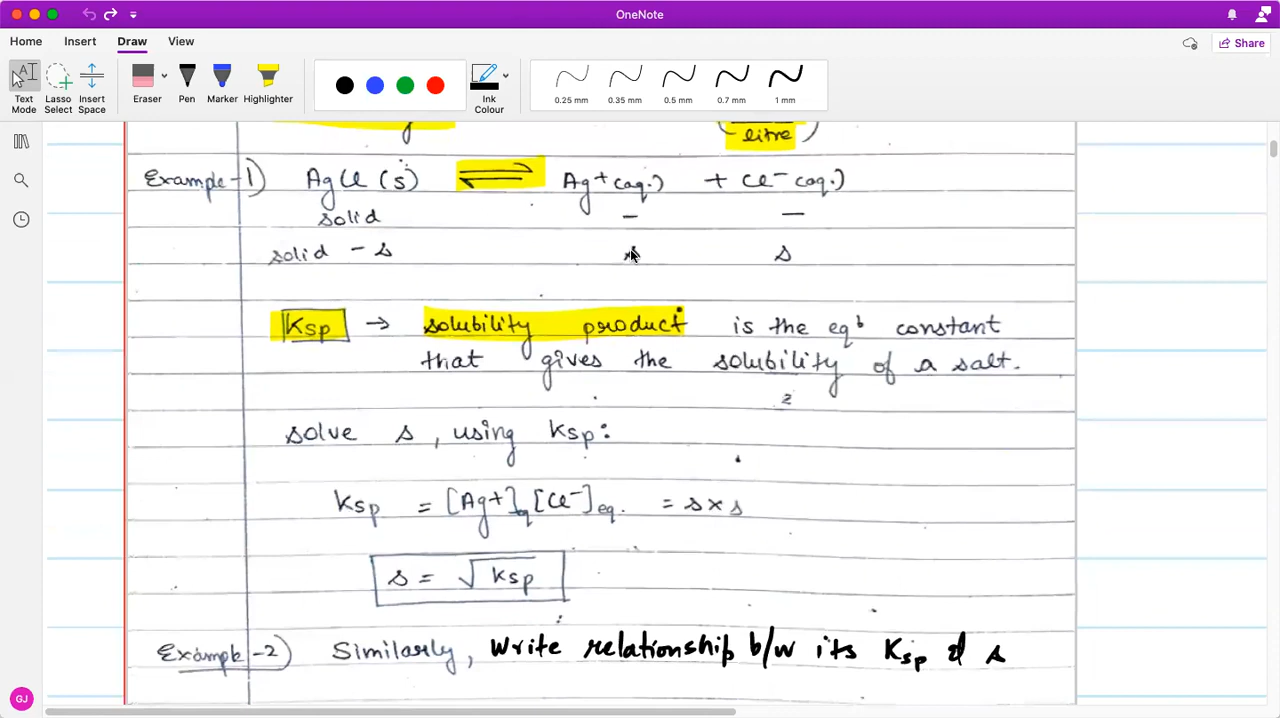 OneNote
Home Insert Draw View
Share
Text Mode
Lasso Select
Insert Space
Eraser
Pen
Marker
Highlighter
Ink Colour
0.25 mm
0.35 mm
0.5 mm
0.7 mm
1 mm
litre)
Example-1) AgCl (s) ⇌ Ag+ (aq.) + Cl- (aq.)
solid — —
solid - s s s
Ksp → solubility product is the eqb constant
that gives the solubility of a salt.
solve s, using Ksp:
Ksp = [Ag+]eq [Cl-]eq. = s×s
s = √Ksp
Example-2) Similarly, Write relationship b/w its Ksp & s
GJ